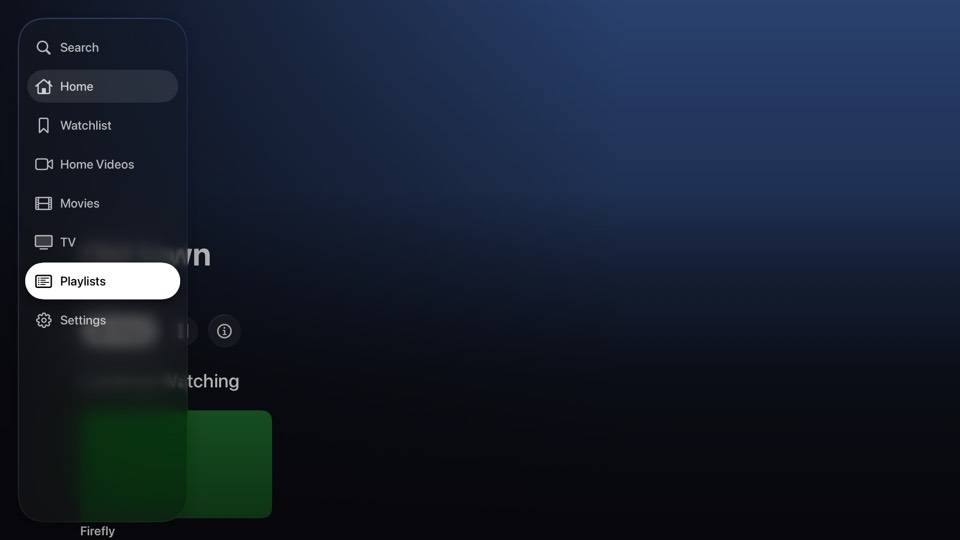 Search
Home
Watchlist
Home Videos
Movies
TV
Playlists
Settings
Firefly